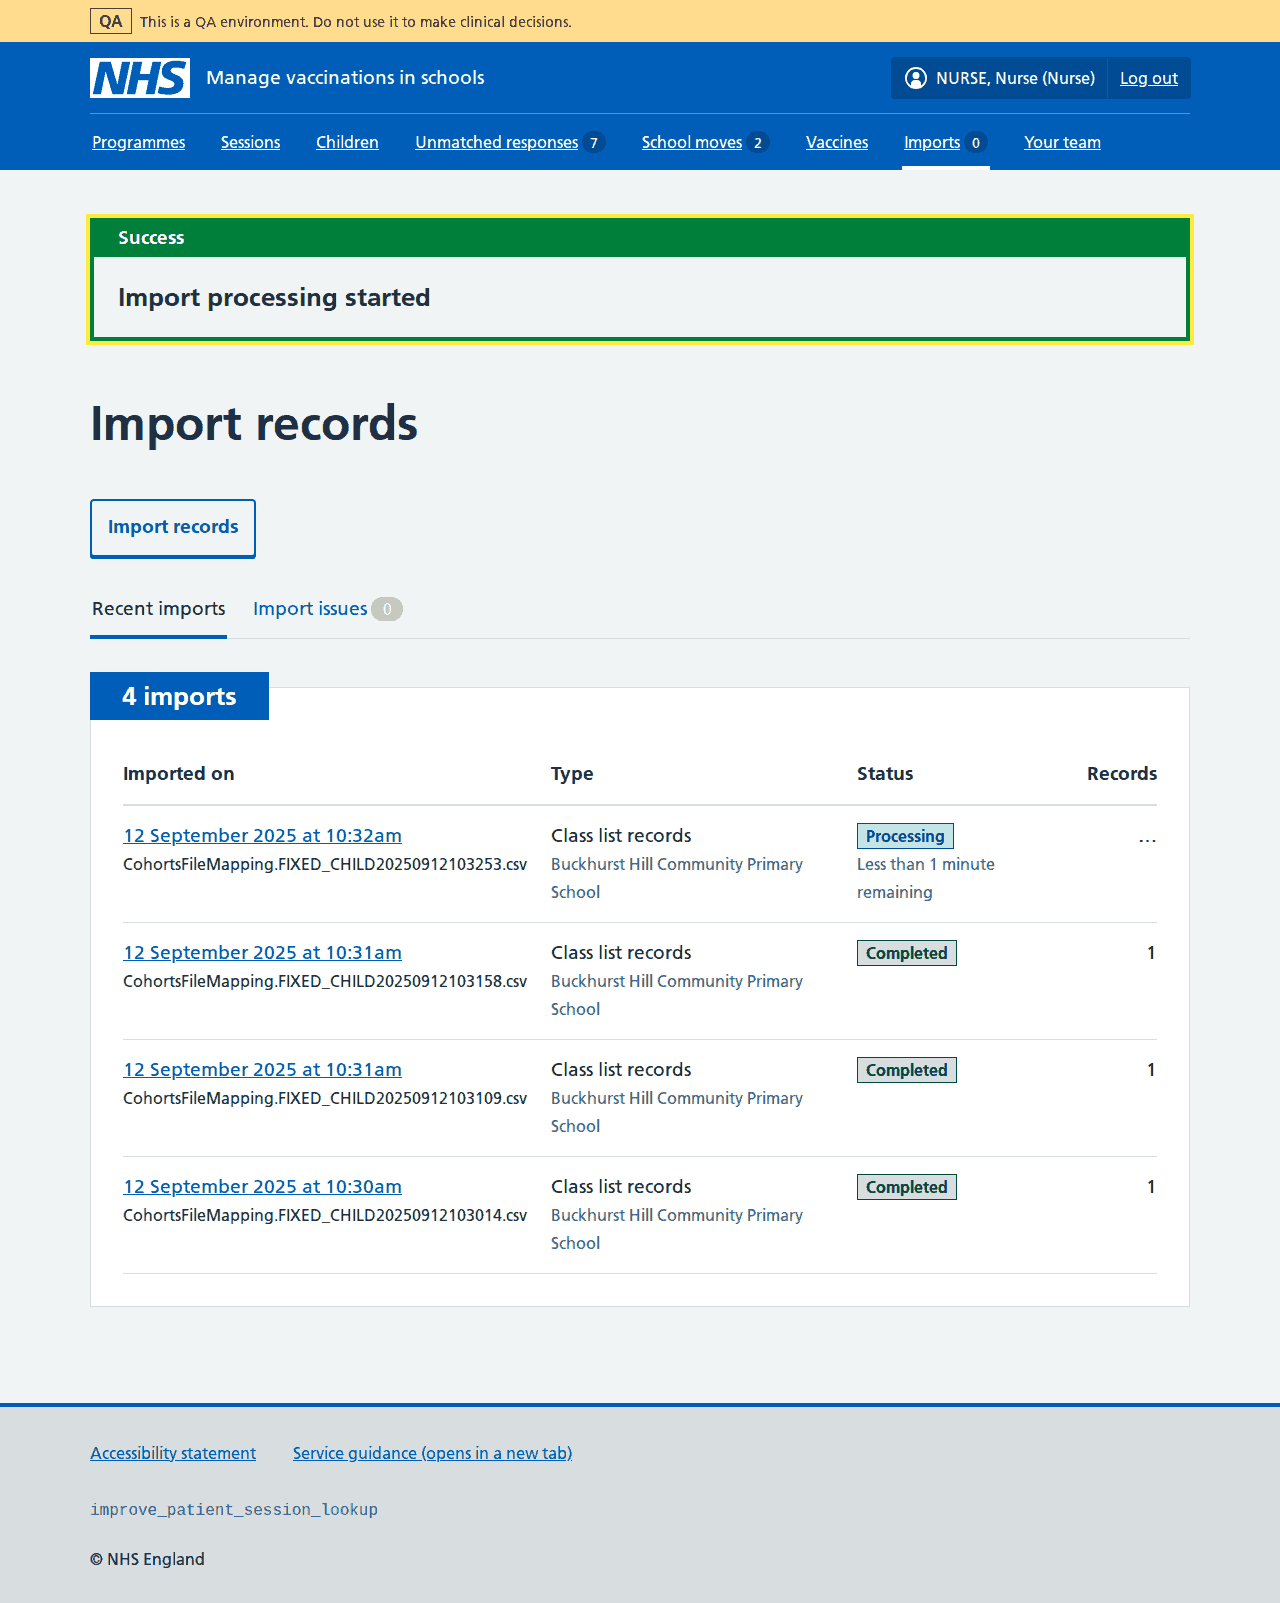 QA This is a QA environment. Do not use it to make clinical decisions.
NHS Manage vaccinations in schools NURSE, Nurse (Nurse) Log out
Programmes Sessions Children Unmatched responses 7 School moves 2 Vaccines Imports 0 Your team
Success
Import processing started
Import records
Import records
Recent imports Import issues 0
4 imports
Imported on Type Status Records
12 September 2025 at 10:32am Class list records Processing ...
CohortsFileMapping.FIXED_CHILD20250912103253.csv Buckhurst Hill Community Primary Less than 1 minute
School remaining
12 September 2025 at 10:31am Class list records Completed 1
CohortsFileMapping.FIXED_CHILD20250912103158.csv Buckhurst Hill Community Primary
School
12 September 2025 at 10:31am Class list records Completed 1
CohortsFileMapping.FIXED_CHILD20250912103109.csv Buckhurst Hill Community Primary
School
12 September 2025 at 10:30am Class list records Completed 1
CohortsFileMapping.FIXED_CHILD20250912103014.csv Buckhurst Hill Community Primary
School
Accessibility statement Service guidance (opens in a new tab)
improve_patient_session_lookup
© NHS England